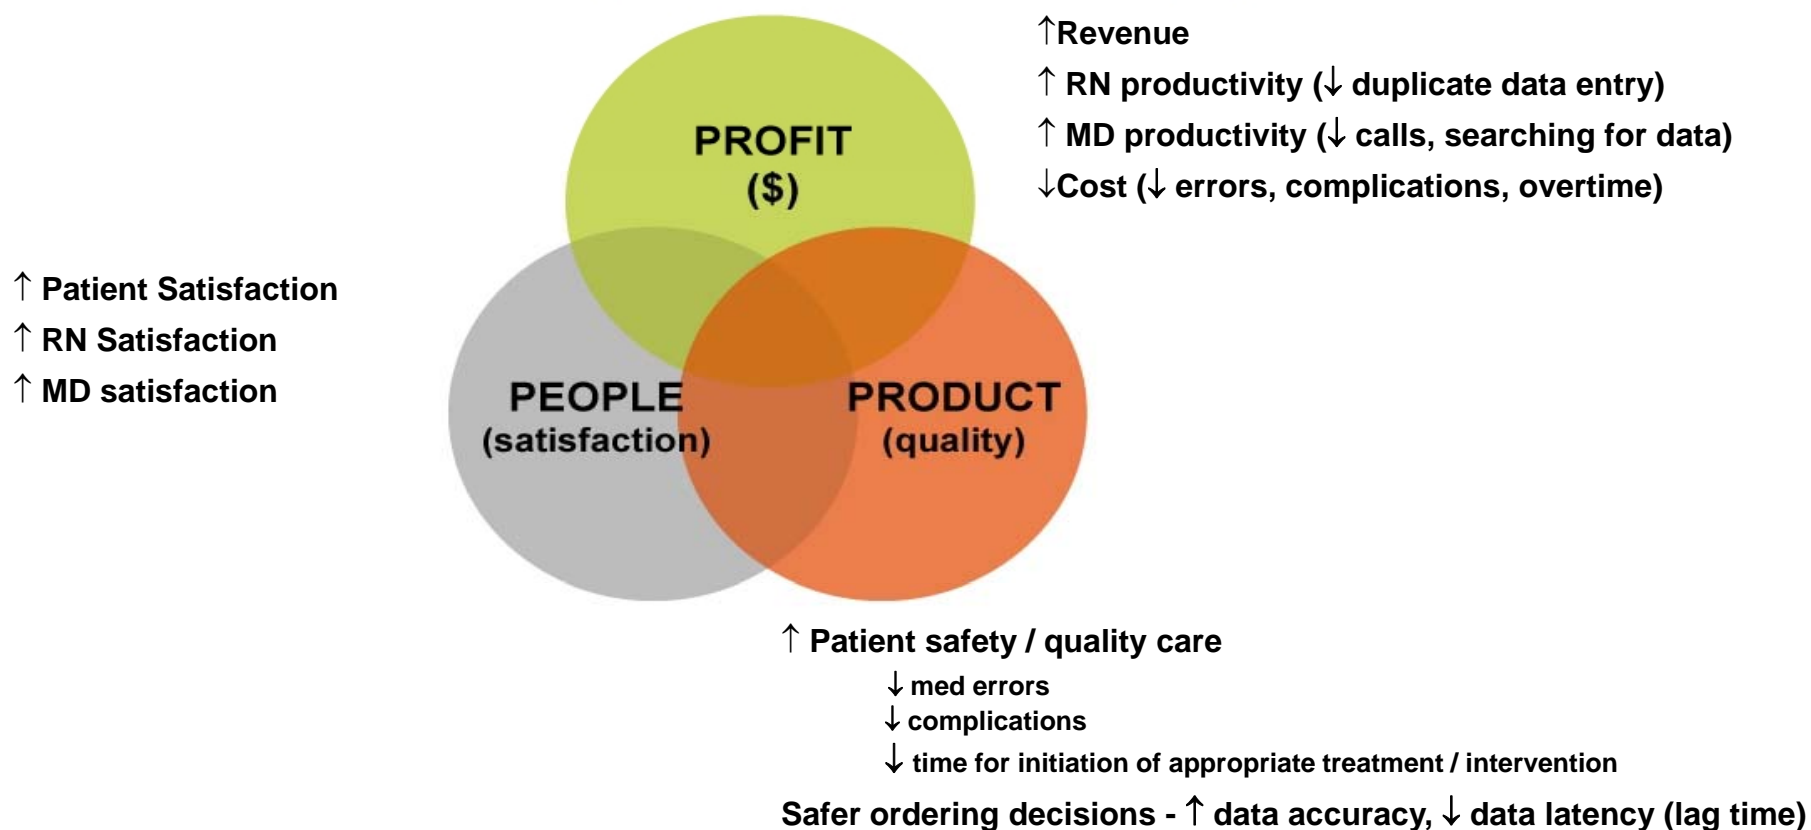 ↑Revenue
↑ RN productivity (↓ duplicate data entry)
↑ MD productivity (↓ calls, searching for data)
↓Cost (↓ errors, complications, overtime)
PROFIT
($)
↑ Patient Satisfaction
↑ RN Satisfaction
↑ MD satisfaction
PEOPLE
(satisfaction)
PRODUCT
(quality)
↑ Patient safety / quality care
↓ med errors
↓ complications
↓ time for initiation of appropriate treatment / intervention
Safer ordering decisions - ↑ data accuracy, ↓ data latency (lag time)